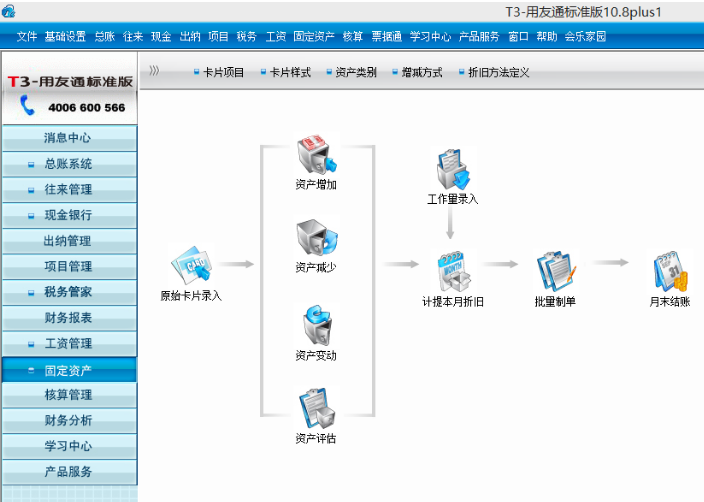 T3-用友通标准版10.8plus1
文件 基础设置 总账 往来 现金 出纳 项目 税务 工资 固定资产 核算 票据通 学习中心 产品服务 窗口 帮助 会乐家园
T3-用友通标准版
4006 600 566
卡片项目 卡片样式 资产类别 增减方式 折旧方法定义
消息中心
总账系统
往来管理
现金银行
出纳管理
项目管理
税务管家
财务报表
工资管理
固定资产
核算管理
财务分析
学习中心
产品服务
资产增加
工作量录入
资产减少
CARD
MONTH
31
原始卡片录入
计提本月折旧
批量制单
月末结账
资产变动
资产评估